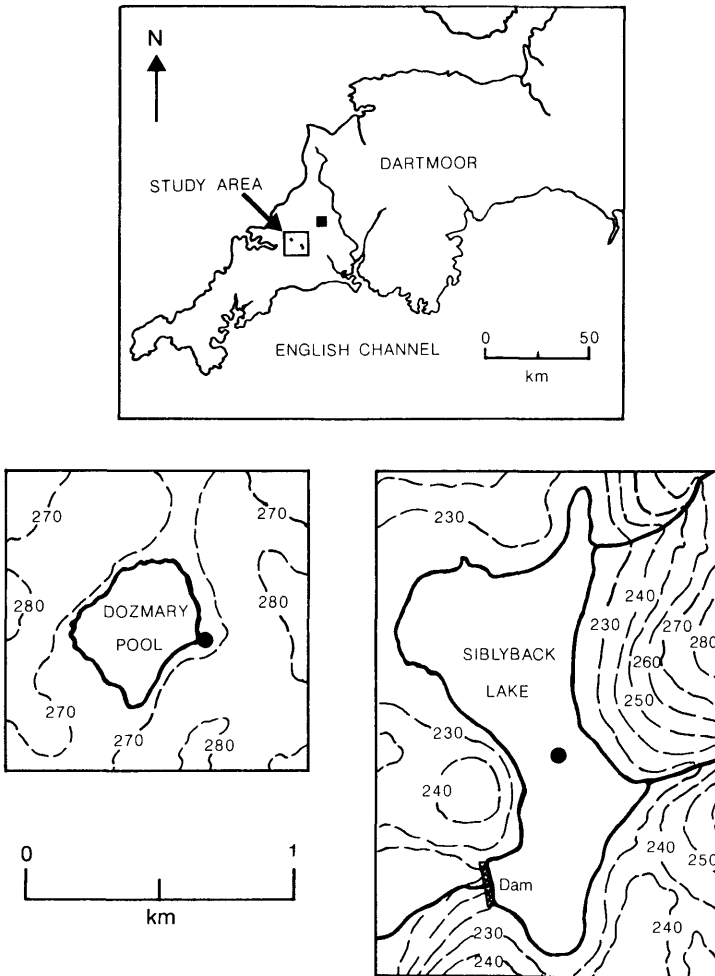 N
DARTMOOR
STUDY AREA
ENGLISH CHANNEL
0 50
km
270
270
280
280
DOZMARY
POOL
270
270
280
0 1
km
230
240
230
270
280
260
250
SIBLYBACK
LAKE
230
240
240
250
Dam
230
240
240